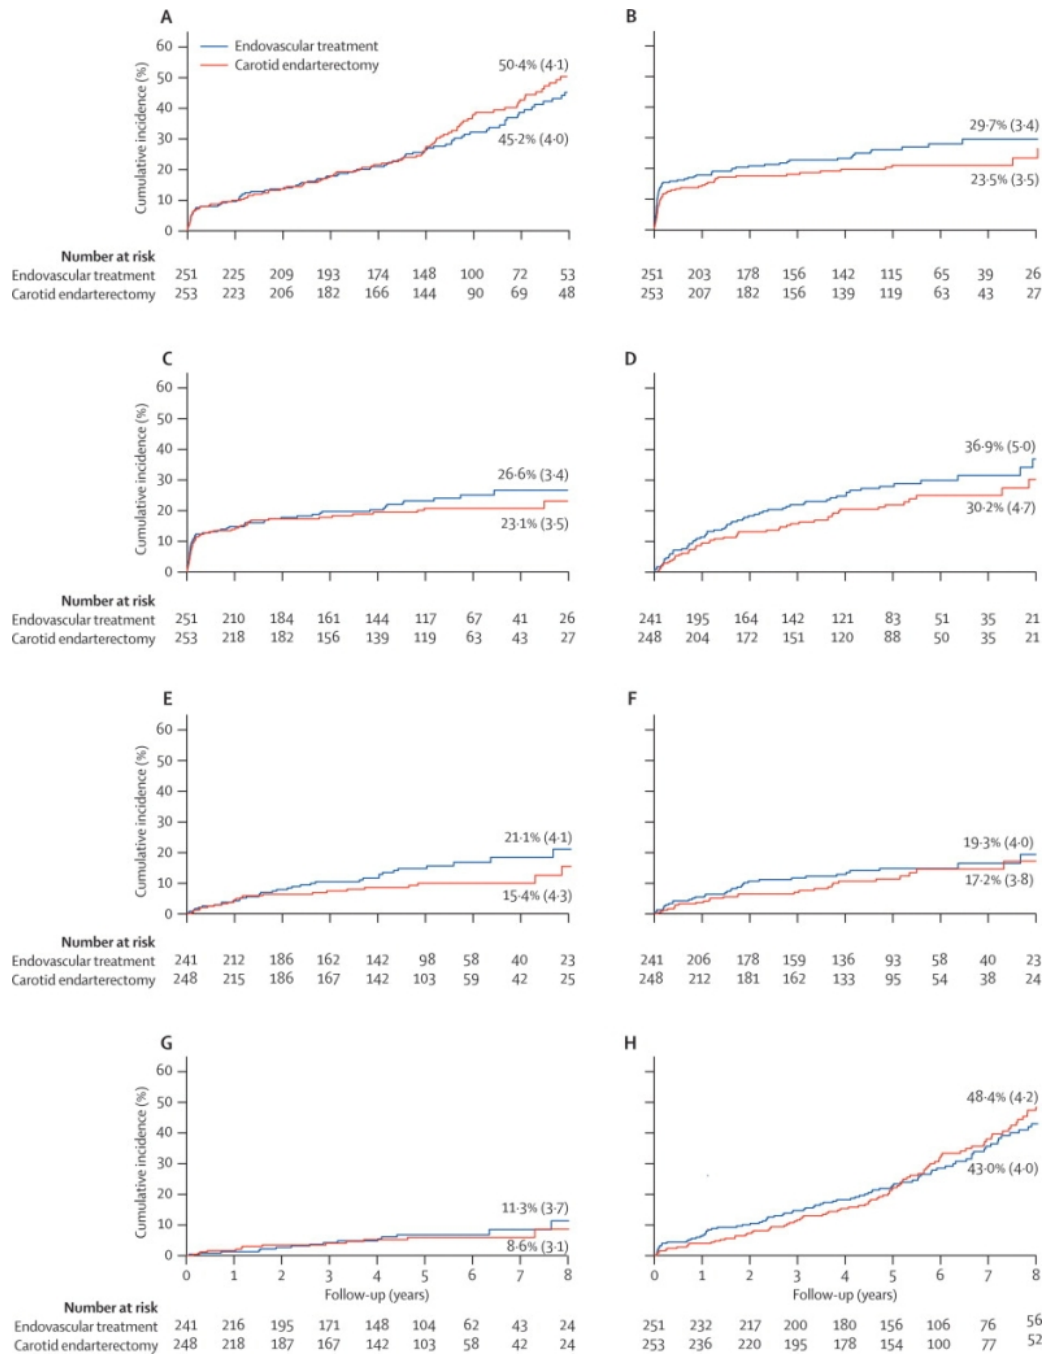 A
B
Cumulative incidence (%)
60
50
40
30
20
10
0
Endovascular treatment
Carotid endarterectomy
50·4% (4·1)
45·2% (4·0)
29·7% (3·4)
23·5% (3·5)
Number at risk
Endovascular treatment 251 225 209 193 174 148 100 72 53 251 203 178 156 142 115 65 39 26
Carotid endarterectomy 253 223 206 182 166 144 90 69 48 253 207 182 156 139 119 63 43 27
C
D
Cumulative incidence (%)
60
50
40
30
20
10
0
26·6% (3·4)
23·1% (3·5)
36·9% (5·0)
30·2% (4·7)
Number at risk
Endovascular treatment 251 210 184 161 144 117 67 41 26 241 195 164 142 121 83 51 35 21
Carotid endarterectomy 253 218 182 156 139 119 63 43 27 248 204 172 151 120 88 50 35 21
E
F
Cumulative incidence (%)
60
50
40
30
20
10
0
21·1% (4·1)
15·4% (4·3)
19·3% (4·0)
17·2% (3·8)
Number at risk
Endovascular treatment 241 212 186 162 142 98 58 40 23 241 206 178 159 136 93 58 40 23
Carotid endarterectomy 248 215 186 167 142 103 59 42 25 248 212 181 162 133 95 54 38 24
G
H
Cumulative incidence (%)
60
50
40
30
20
10
0
11·3% (3·7)
8·6% (3·1)
48·4% (4·2)
43·0% (4·0)
0 1 2 3 4 5 6 7 8
Follow-up (years)
0 1 2 3 4 5 6 7 8
Follow-up (years)
Number at risk
Endovascular treatment 241 216 195 171 148 104 62 43 24 251 232 217 200 180 156 106 76 56
Carotid endarterectomy 248 218 187 167 142 103 58 42 24 253 236 220 195 178 154 100 77 52